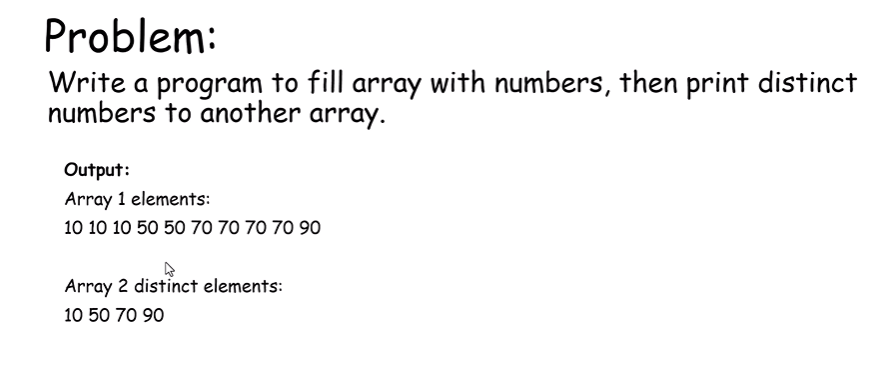 Problem:
Write a program to fill array with numbers, then print distinct
numbers to another array.
Output:
Array 1 elements:
10 10 10 50 50 70 70 70 70 90
Array 2 distinct elements:
10 50 70 90